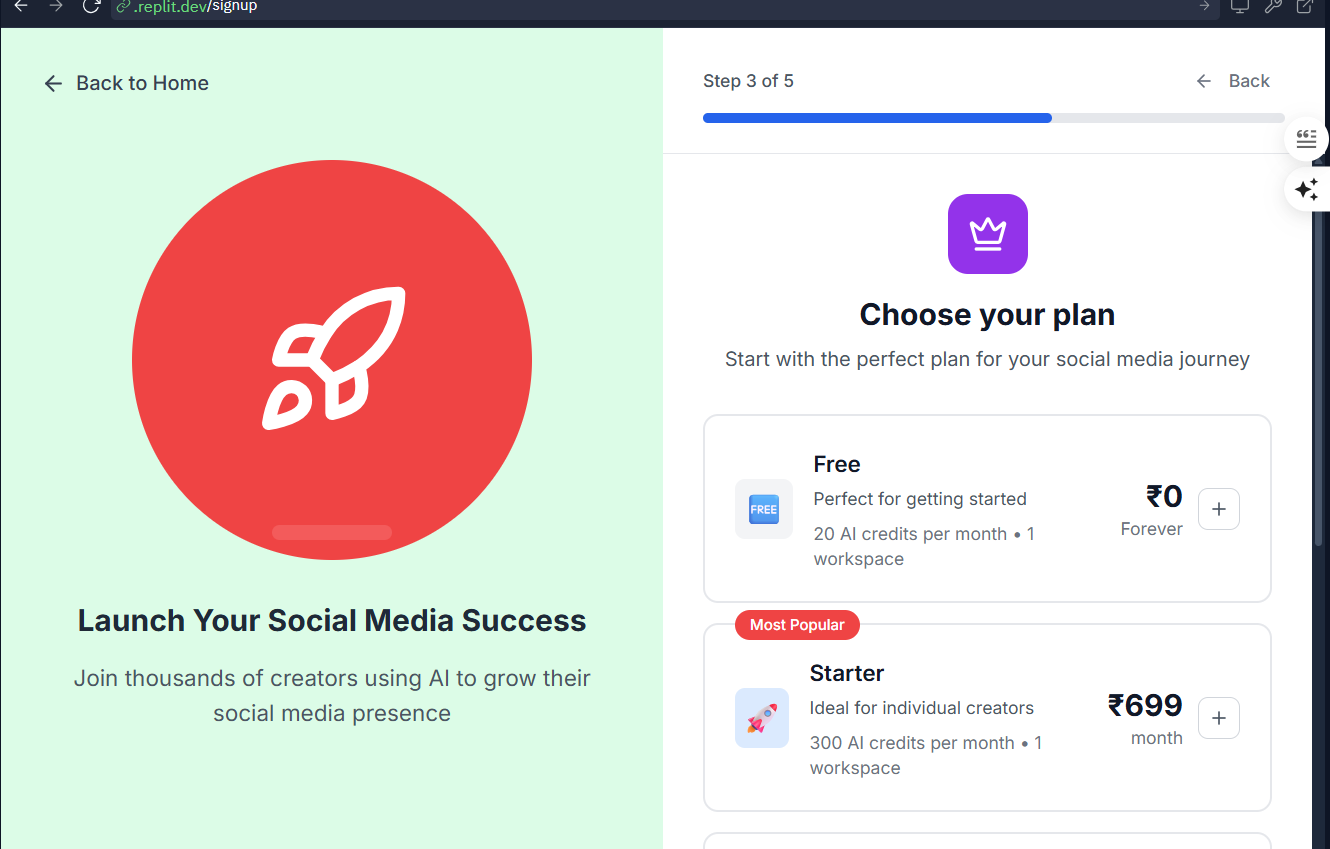 .replit.dev/signup
Back to Home
Step 3 of 5
Back
Choose your plan
Start with the perfect plan for your social media journey
Free
Perfect for getting started
20 AI credits per month • 1
workspace
FREE
₹0
Forever
Most Popular
Starter
Ideal for individual creators
300 AI credits per month • 1
workspace
₹699
month
Launch Your Social Media Success
Join thousands of creators using AI to grow their
social media presence